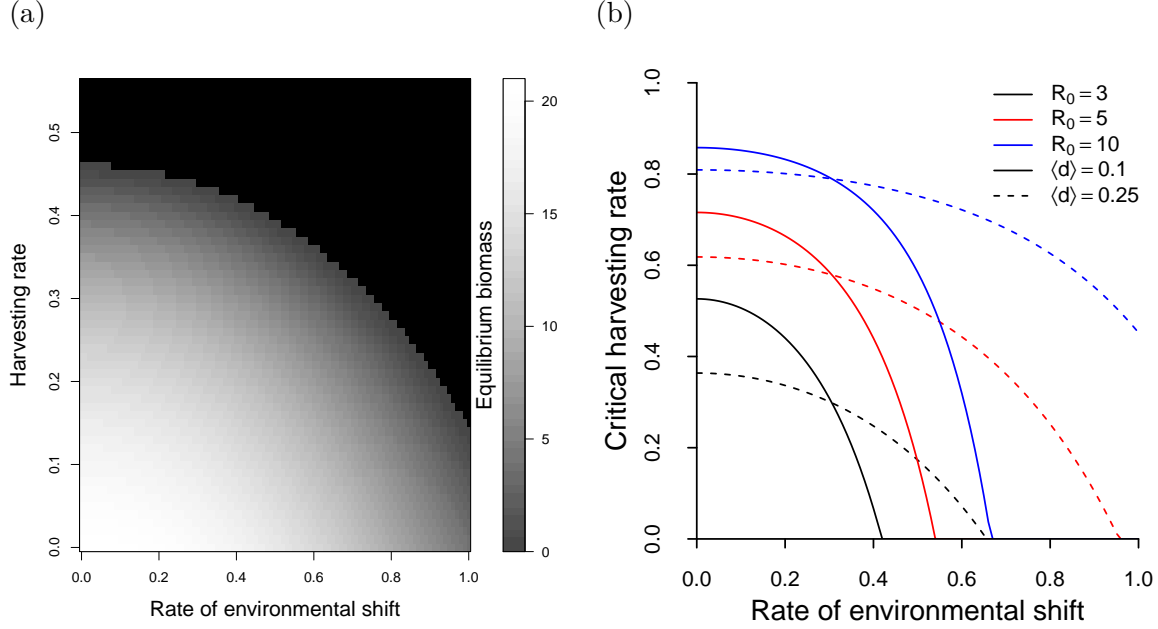 (a)
Harvesting rate
0.0 0.1 0.2 0.3 0.4 0.5
0.0 0.2 0.4 0.6 0.8 1.0
Rate of environmental shift
Equilibrium biomass
0 5 10 15 20
(b)
Critical harvesting rate
0.0 0.2 0.4 0.6 0.8 1.0
R₀ = 3
R₀ = 5
R₀ = 10
⟨d⟩ = 0.1
⟨d⟩ = 0.25
0.0 0.2 0.4 0.6 0.8 1.0
Rate of environmental shift